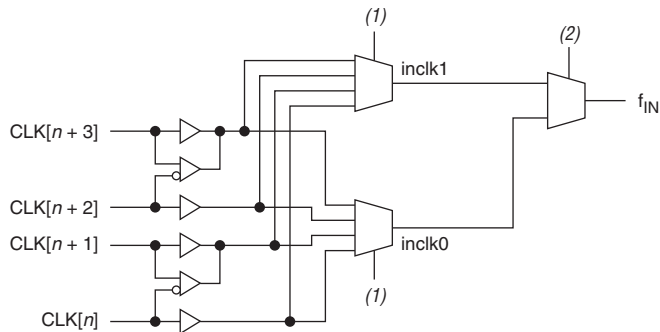 (1)
(2)
inclk1
f_IN
CLK[n + 3]
CLK[n + 2]
CLK[n + 1]
inclk0
(1)
CLK[n]